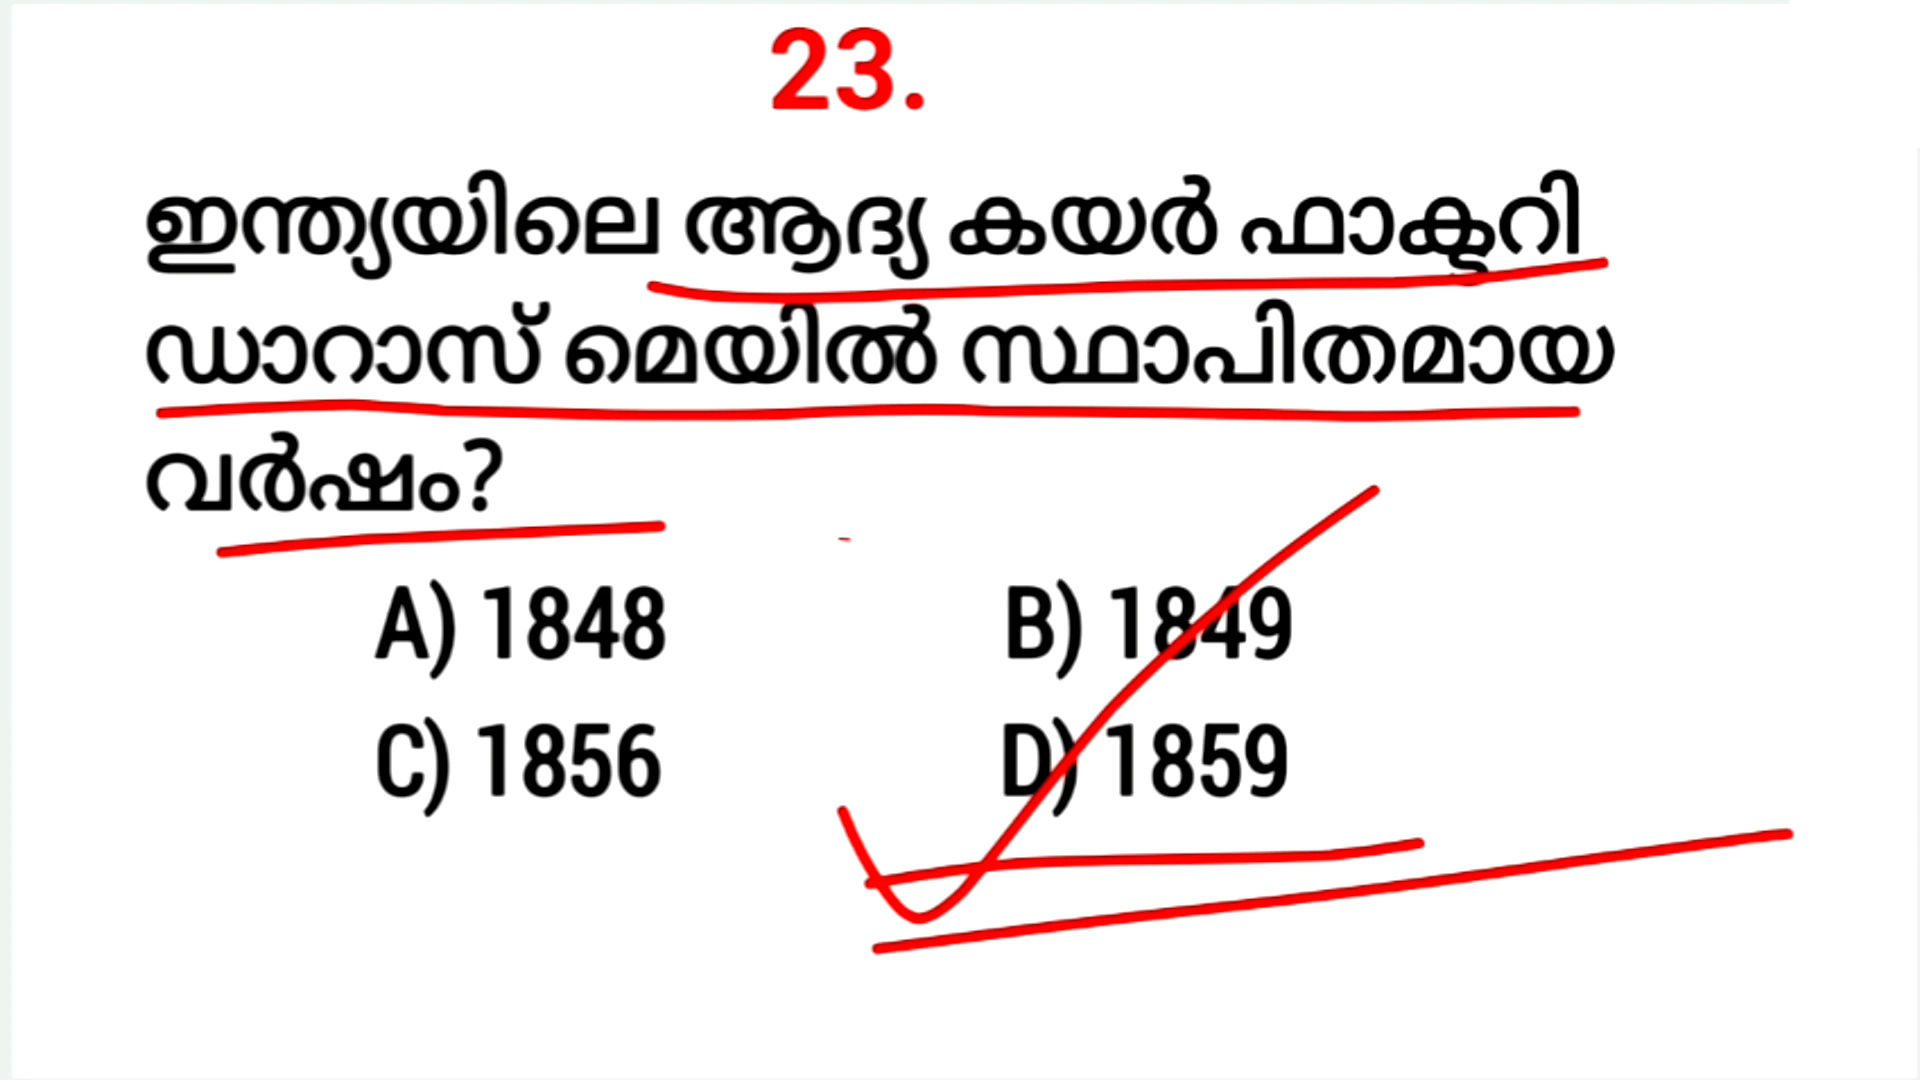 23.
ഇന്ത്യയിലെ ആദ്യ കയർ ഫാക്ടറി
ഡാറാസ് മെയിൽ സ്ഥാപിതമായ
വർഷം?
A) 1848 B) 1849
C) 1856 D) 1859